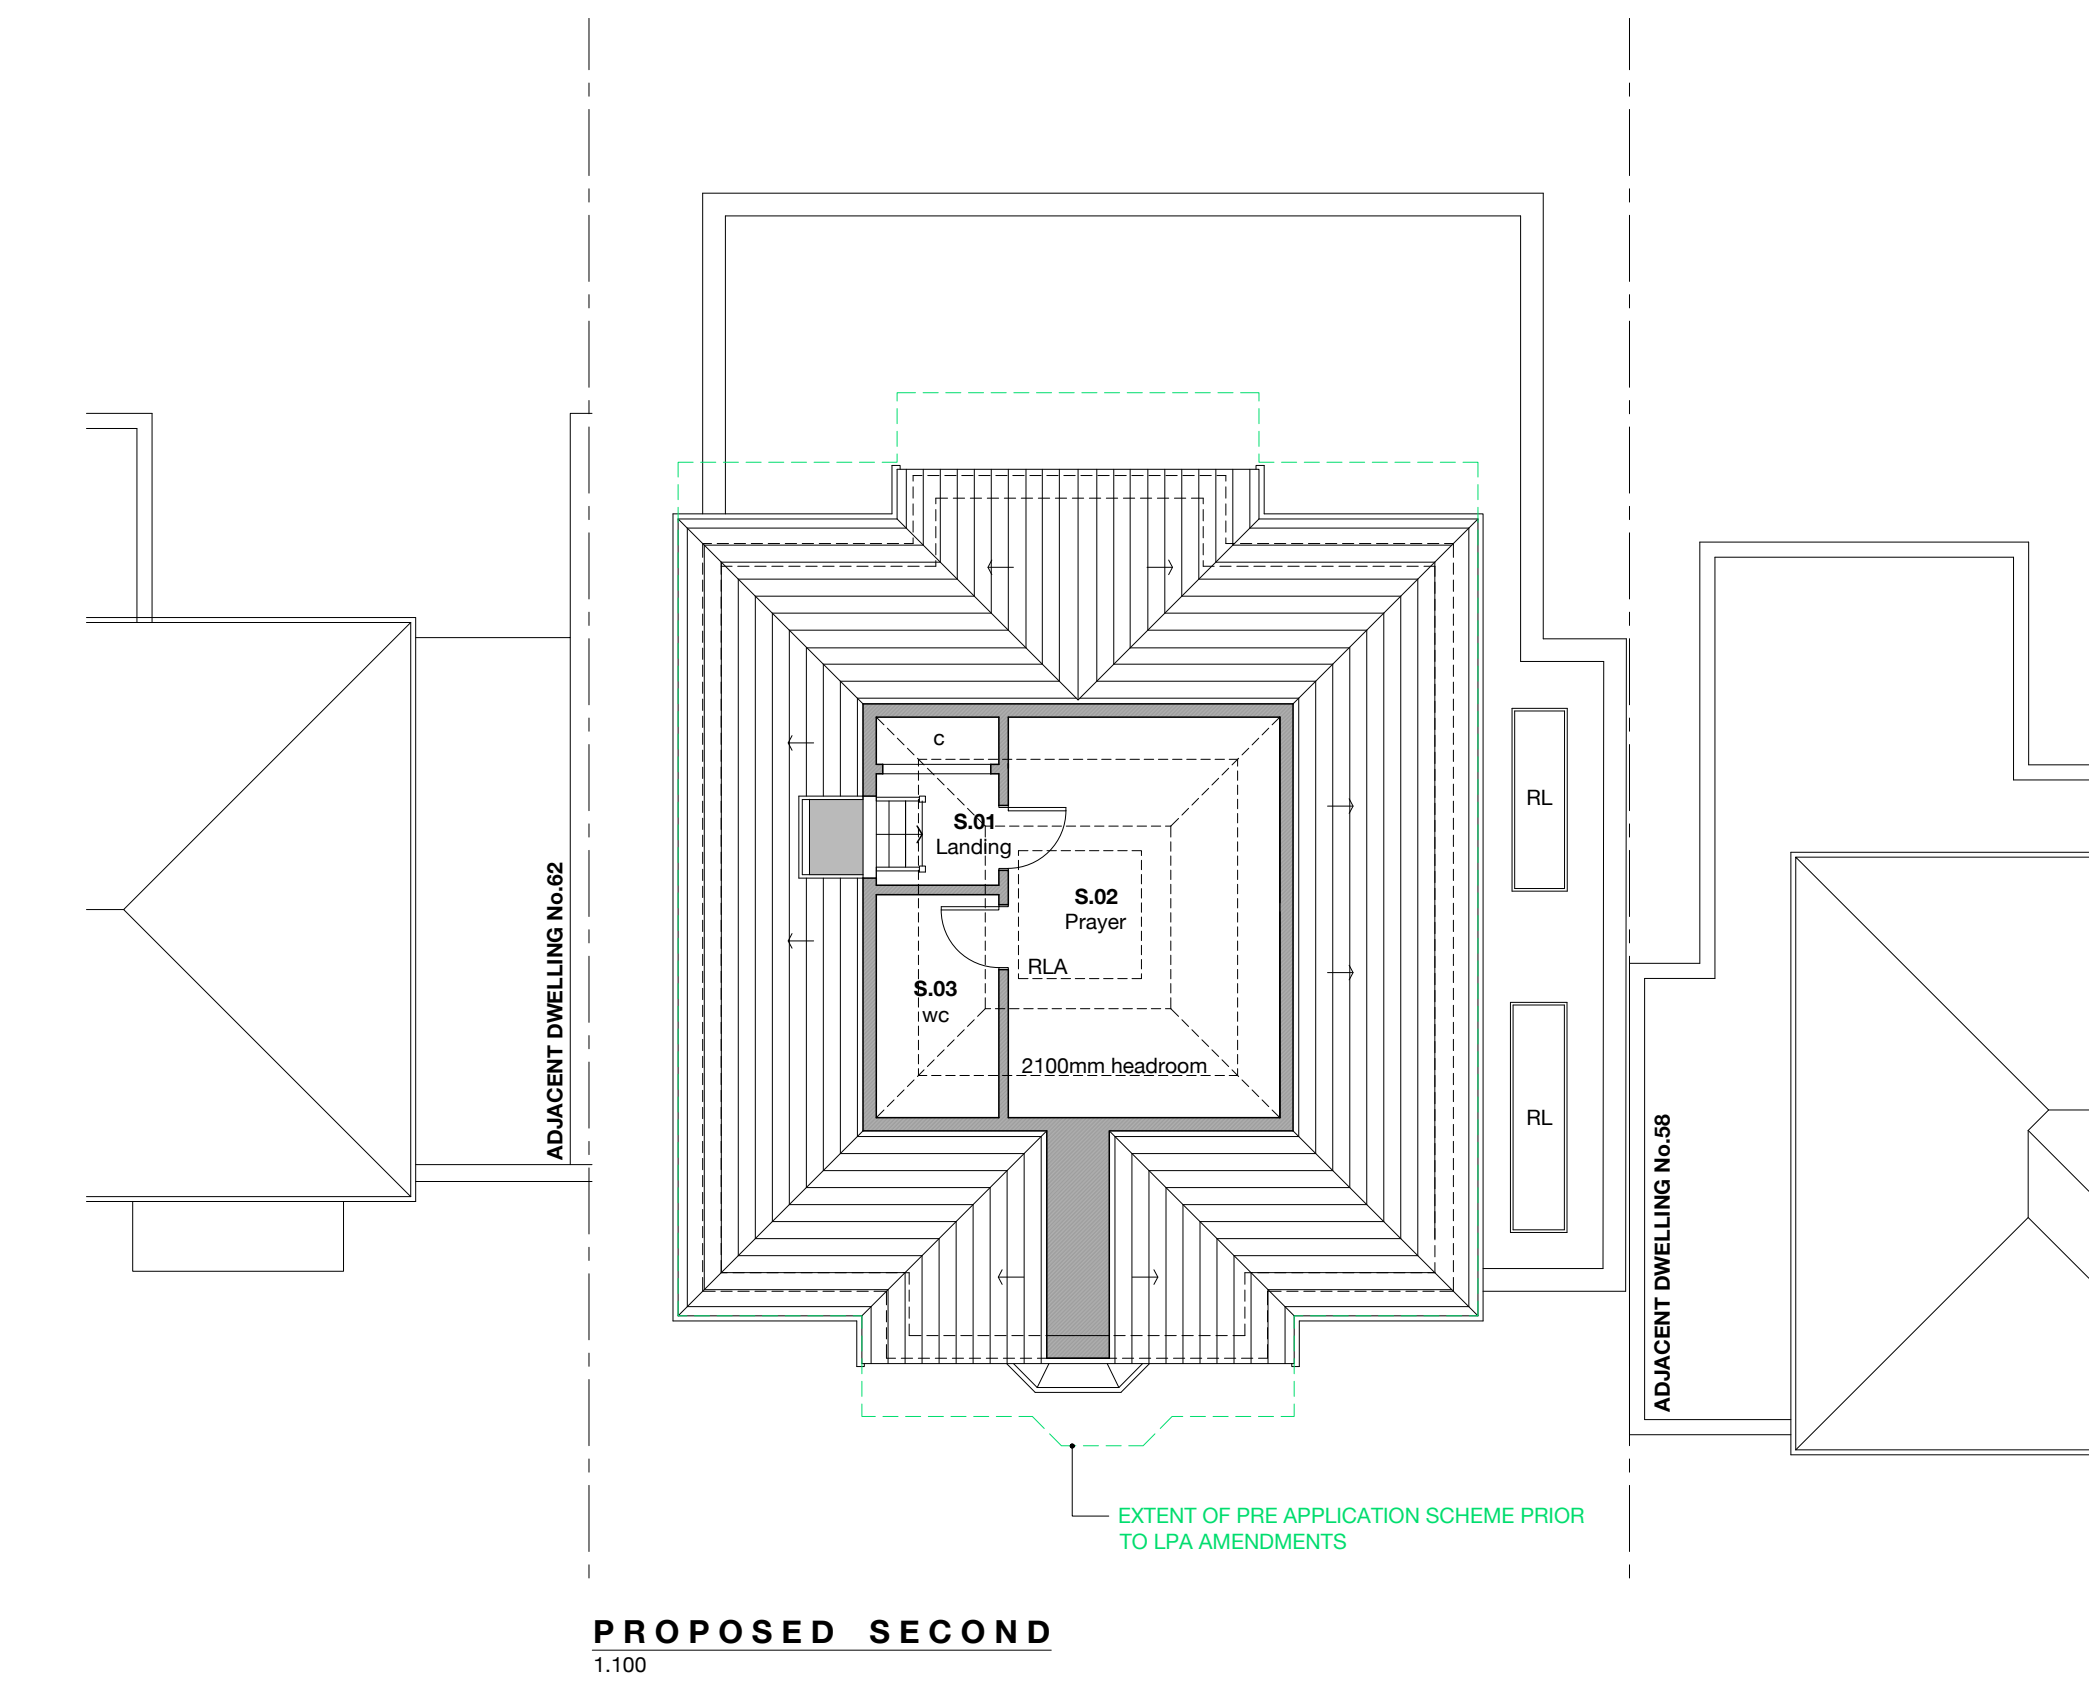 c
RL
S.01
Landing
S.02
Prayer
RLA
S.03
wc
2100mm headroom
RL
ADJACENT DWELLING No.62
ADJACENT DWELLING No.58
EXTENT OF PRE APPLICATION SCHEME PRIOR
TO LPA AMENDMENTS
PROPOSED SECOND
1.100